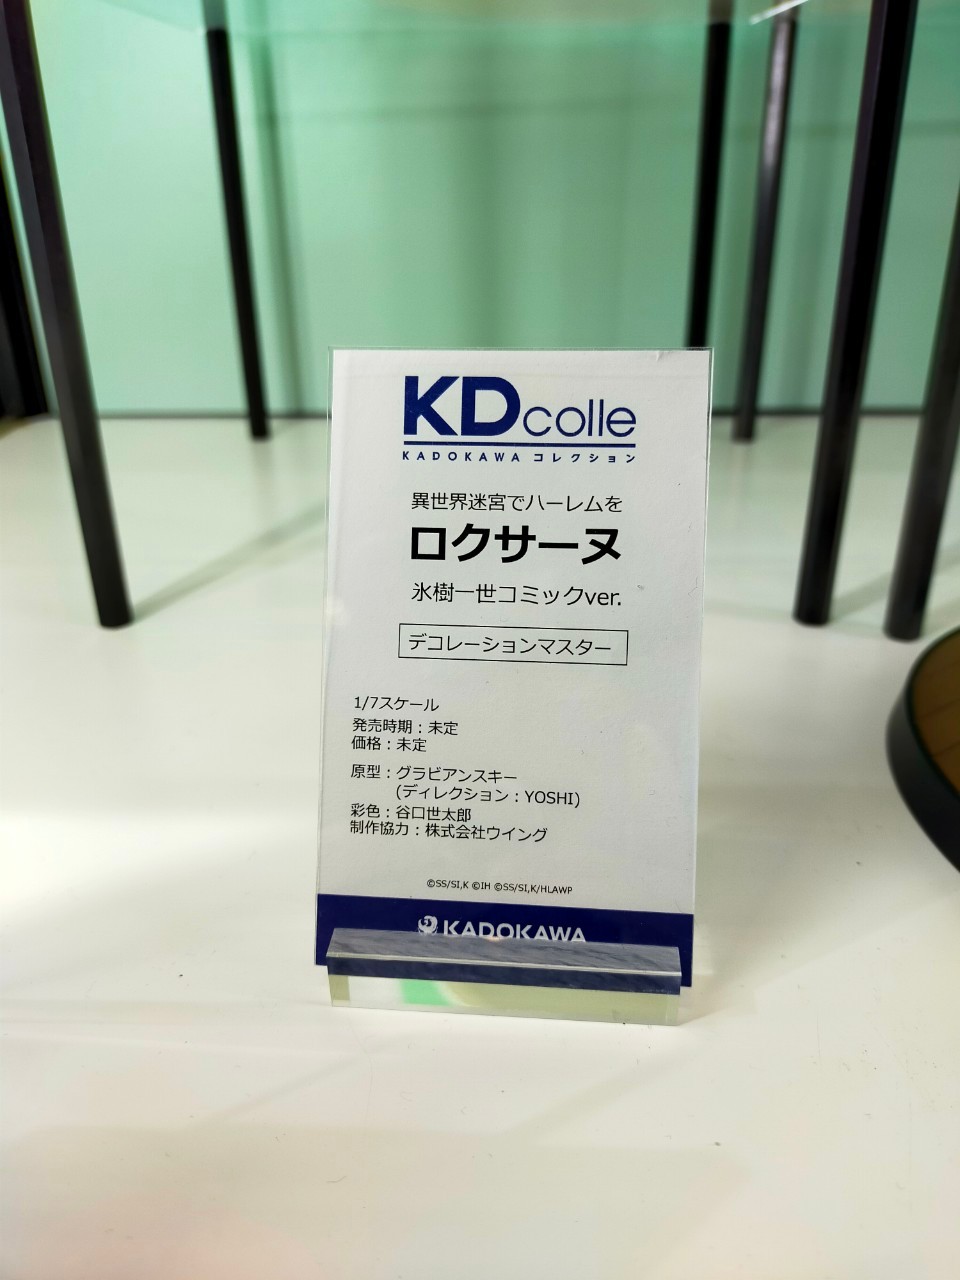 KDcolle
KADOKAWA コレクション
異世界迷宮でハーレムを
ロクサーヌ
氷樹一世コミックver.
デコレーションマスター
1/7スケール
発売時期：未定
価格：未定
原型：グラビアンスキー
(ディレクション：YOSHI)
彩色：谷口世太郎
制作協力：株式会社ウイング
©SS/SI,K ©IH ©SS/SI,K/HLAWP
KADOKAWA